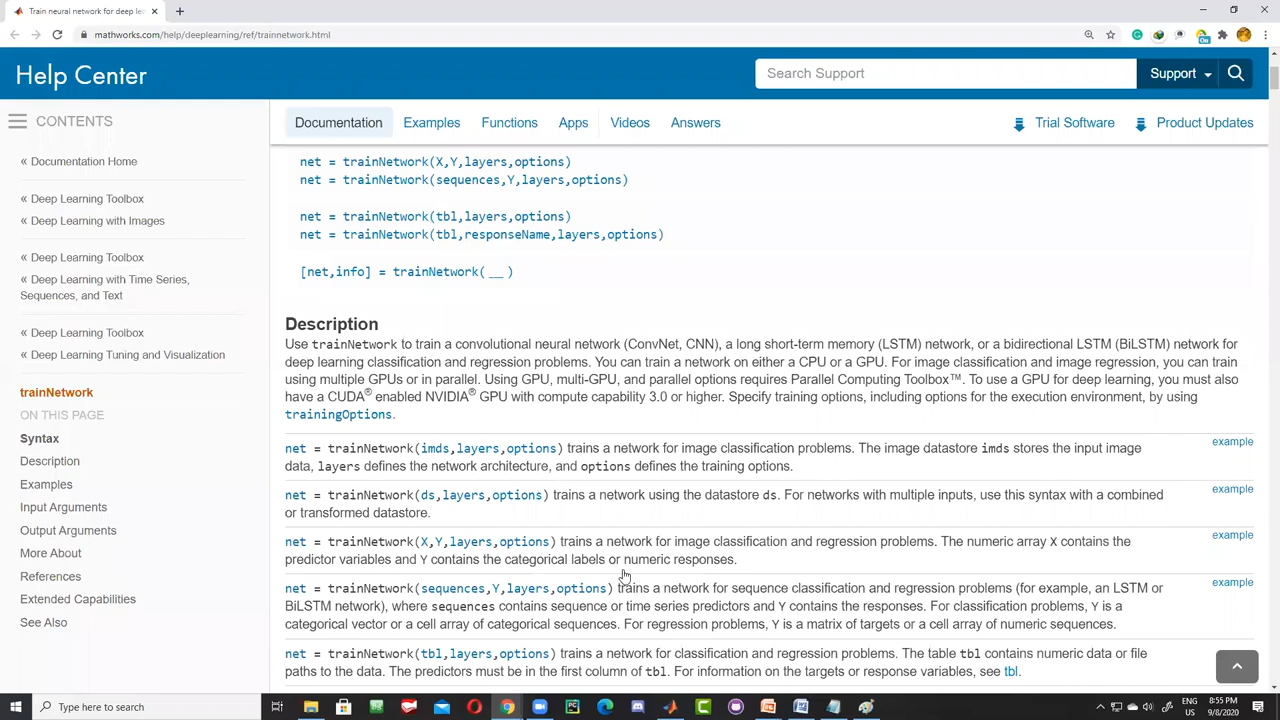 Train neural network for deep le
mathworks.com/help/deeplearning/ref/trainnetwork.html
Help Center
Search Support
Support
CONTENTS
Documentation
Examples
Functions
Apps
Videos
Answers
Trial Software
Product Updates
« Documentation Home
« Deep Learning Toolbox
« Deep Learning with Images
« Deep Learning Toolbox
« Deep Learning with Time Series,
Sequences, and Text
« Deep Learning Toolbox
« Deep Learning Tuning and Visualization
trainNetwork
ON THIS PAGE
Syntax
Description
Examples
Input Arguments
Output Arguments
More About
References
Extended Capabilities
See Also
net = trainNetwork(X,Y,layers,options)
net = trainNetwork(sequences,Y,layers,options)
net = trainNetwork(tbl,layers,options)
net = trainNetwork(tbl,responseName,layers,options)
[net,info] = trainNetwork( __ )
Description
Use trainNetwork to train a convolutional neural network (ConvNet, CNN), a long short-term memory (LSTM) network, or a bidirectional LSTM (BiLSTM) network for
deep learning classification and regression problems. You can train a network on either a CPU or a GPU. For image classification and image regression, you can train
using multiple GPUs or in parallel. Using GPU, multi-GPU, and parallel options requires Parallel Computing Toolbox™. To use a GPU for deep learning, you must also
have a CUDA® enabled NVIDIA® GPU with compute capability 3.0 or higher. Specify training options, including options for the execution environment, by using
trainingOptions.
net = trainNetwork(imds,layers,options) trains a network for image classification problems. The image datastore imds stores the input image
data, layers defines the network architecture, and options defines the training options.
example
net = trainNetwork(ds,layers,options) trains a network using the datastore ds. For networks with multiple inputs, use this syntax with a combined
or transformed datastore.
example
net = trainNetwork(X,Y,layers,options) trains a network for image classification and regression problems. The numeric array X contains the
predictor variables and Y contains the categorical labels or numeric responses.
example
net = trainNetwork(sequences,Y,layers,options) trains a network for sequence classification and regression problems (for example, an LSTM or
BiLSTM network), where sequences contains sequence or time series predictors and Y contains the responses. For classification problems, Y is a
categorical vector or a cell array of categorical sequences. For regression problems, Y is a matrix of targets or a cell array of numeric sequences.
example
net = trainNetwork(tbl,layers,options) trains a network for classification and regression problems. The table tbl contains numeric data or file
paths to the data. The predictors must be in the first column of tbl. For information on the targets or response variables, see tbl.
Type here to search
ENG
US
8:55 PM
9/8/2020